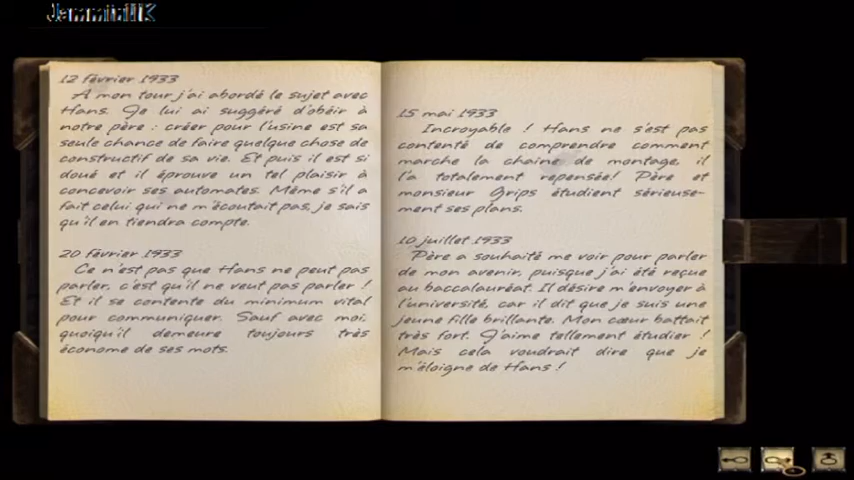 JamminIIK
12 février 1933
A mon tour j'ai abordé le sujet avec
Hans. Je lui ai suggéré d'obéir à
notre père : créer pour l'usine est sa
seule chance de faire quelque chose de
constructif de sa vie. Et puis il est si
doué et il éprouve un tel plaisir à
concevoir ses automates. Même s'il a
fait celui qui ne m'écoutait pas, je sais
qu'il en tiendra compte.
20 février 1933
Ce n'est pas que Hans ne peut pas
parler, c'est qu'il ne veut pas parler !
Et il se contente du minimum vital
pour communiquer. Sauf avec moi,
quoiqu'il demeure toujours très
économe de ses mots.
15 mai 1933
Incroyable ! Hans ne s'est pas
contenté de comprendre comment
marche la chaine de montage, il
l'a totalement repensée! Père et
monsieur Grips étudient sérieuse-
ment ses plans.
10 juillet 1933
Père a souhaité me voir pour parler
de mon avenir, puisque j'ai été reçue
au baccalauréat. Il désire m'envoyer à
l'université, car il dit que je suis une
jeune fille brillante. Mon cœur battait
très fort. J'aime tellement étudier !
Mais cela voudrait dire que je
m'éloigne de Hans !